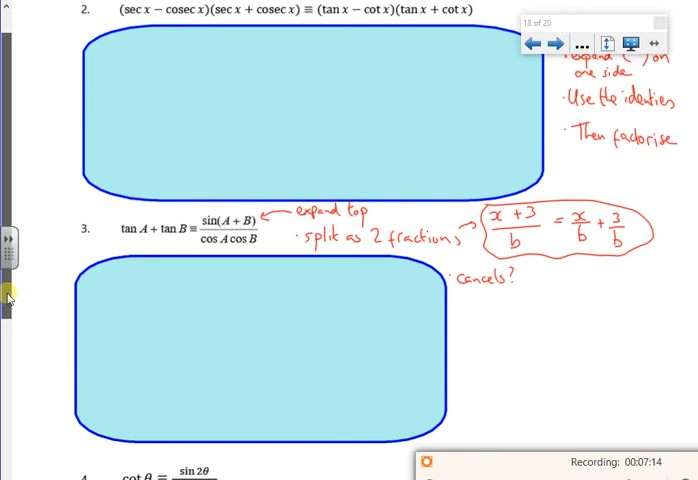 2. (sec x − cosec x)(sec x + cosec x) ≡ (tan x − cot x)(tan x + cot x)
18 of 20
· expand ( ) on
one side
· Use the identies
· Then factorise
3. tan A + tan B ≡ sin(A + B) / cos A cos B
expand top
· split as 2 fractions
x + 3 / b = x / b + 3 / b
· cancels?
4. cot θ = sin 2θ
Recording: 00:07:14